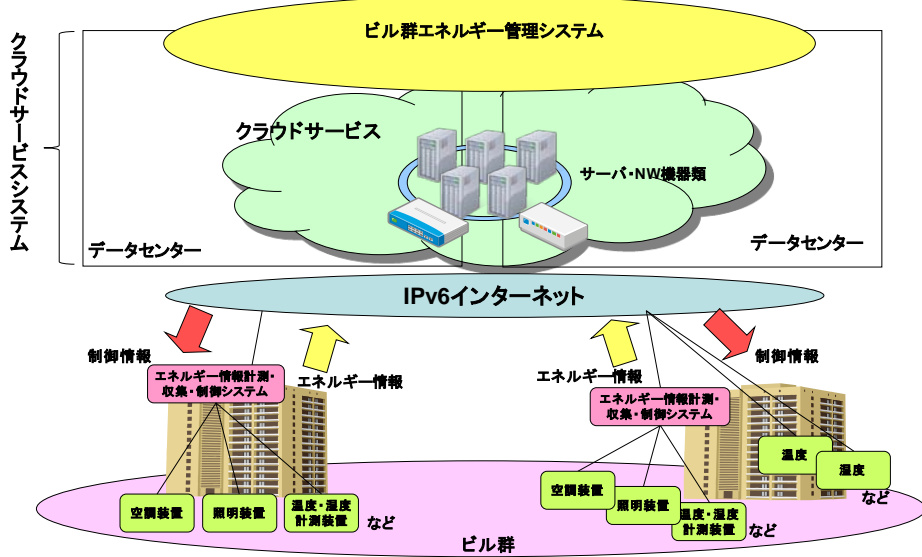 ビル群エネルギー管理システム
クラウドサービスシステム
クラウドサービス
サーバ・NW機器類
データセンター
データセンター
IPv6インターネット
制御情報
エネルギー情報
エネルギー情報
制御情報
エネルギー情報計測・
収集・制御システム
エネルギー情報計測・
収集・制御システム
温度
湿度
など
空調装置
照明装置
温度・湿度
計測装置
など
空調装置
照明装置
温度・湿度
計測装置
など
ビル群